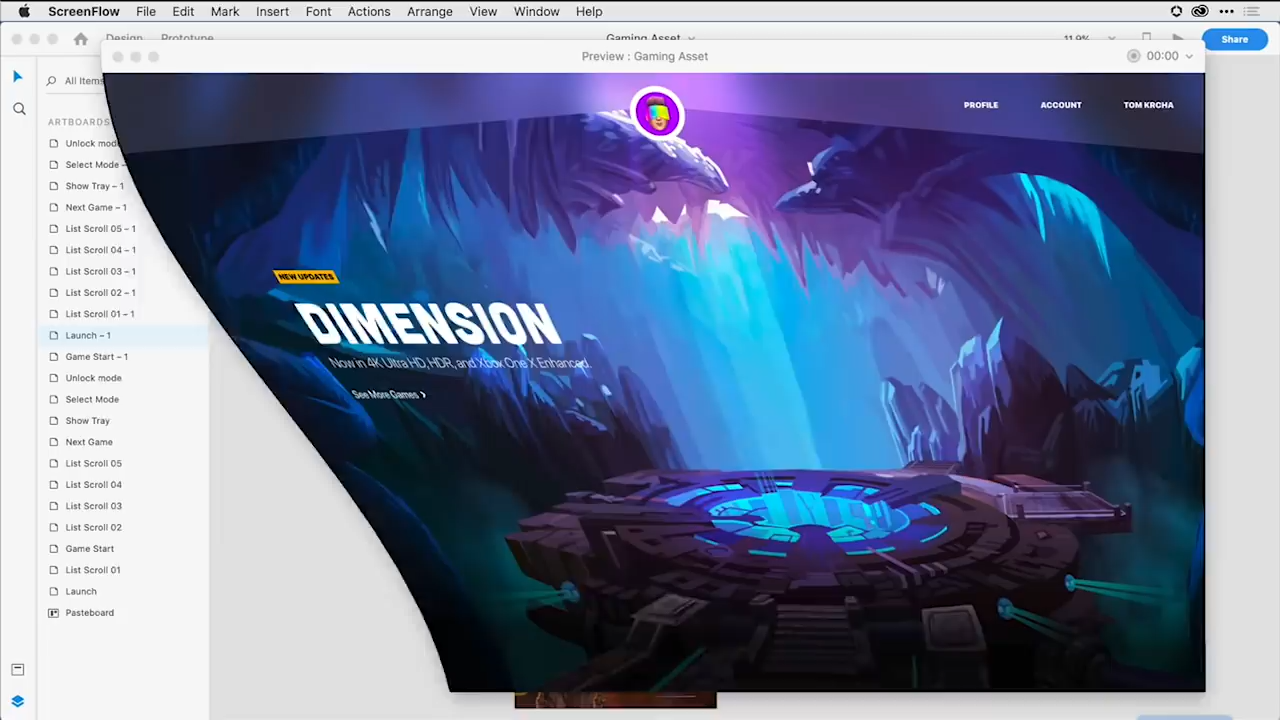 ScreenFlow File Edit Mark Insert Font Actions Arrange View Window Help
Design Prototype Gaming Asset 11.9% Share
Preview : Gaming Asset 00:00
All Items
PROFILE ACCOUNT TOM KRCHA
ARTBOARDS
Unlock mode
Select Mode –
Show Tray – 1
Next Game – 1
List Scroll 05 – 1
List Scroll 04 – 1
List Scroll 03 – 1
List Scroll 02 – 1
List Scroll 01 – 1
Launch – 1
Game Start – 1
Unlock mode
Select Mode
Show Tray
Next Game
List Scroll 05
List Scroll 04
List Scroll 03
List Scroll 02
Game Start
List Scroll 01
Launch
Pasteboard
NEW UPDATES
DIMENSION
Now in 4K Ultra HD, HDR, and Xbox One X Enhanced.
See More Games >